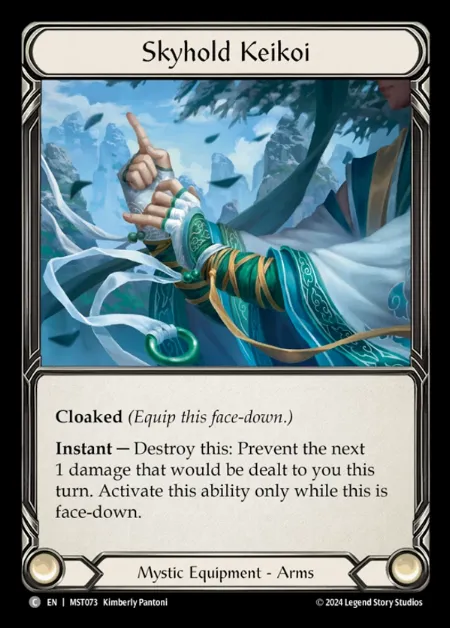 Skyhold Keikoi
Cloaked (Equip this face-down.)
Instant — Destroy this: Prevent the next
1 damage that would be dealt to you this
turn. Activate this ability only while this is
face-down.
Mystic Equipment - Arms
C EN | MST073 Kimberly Pantoni © 2024 Legend Story Studios